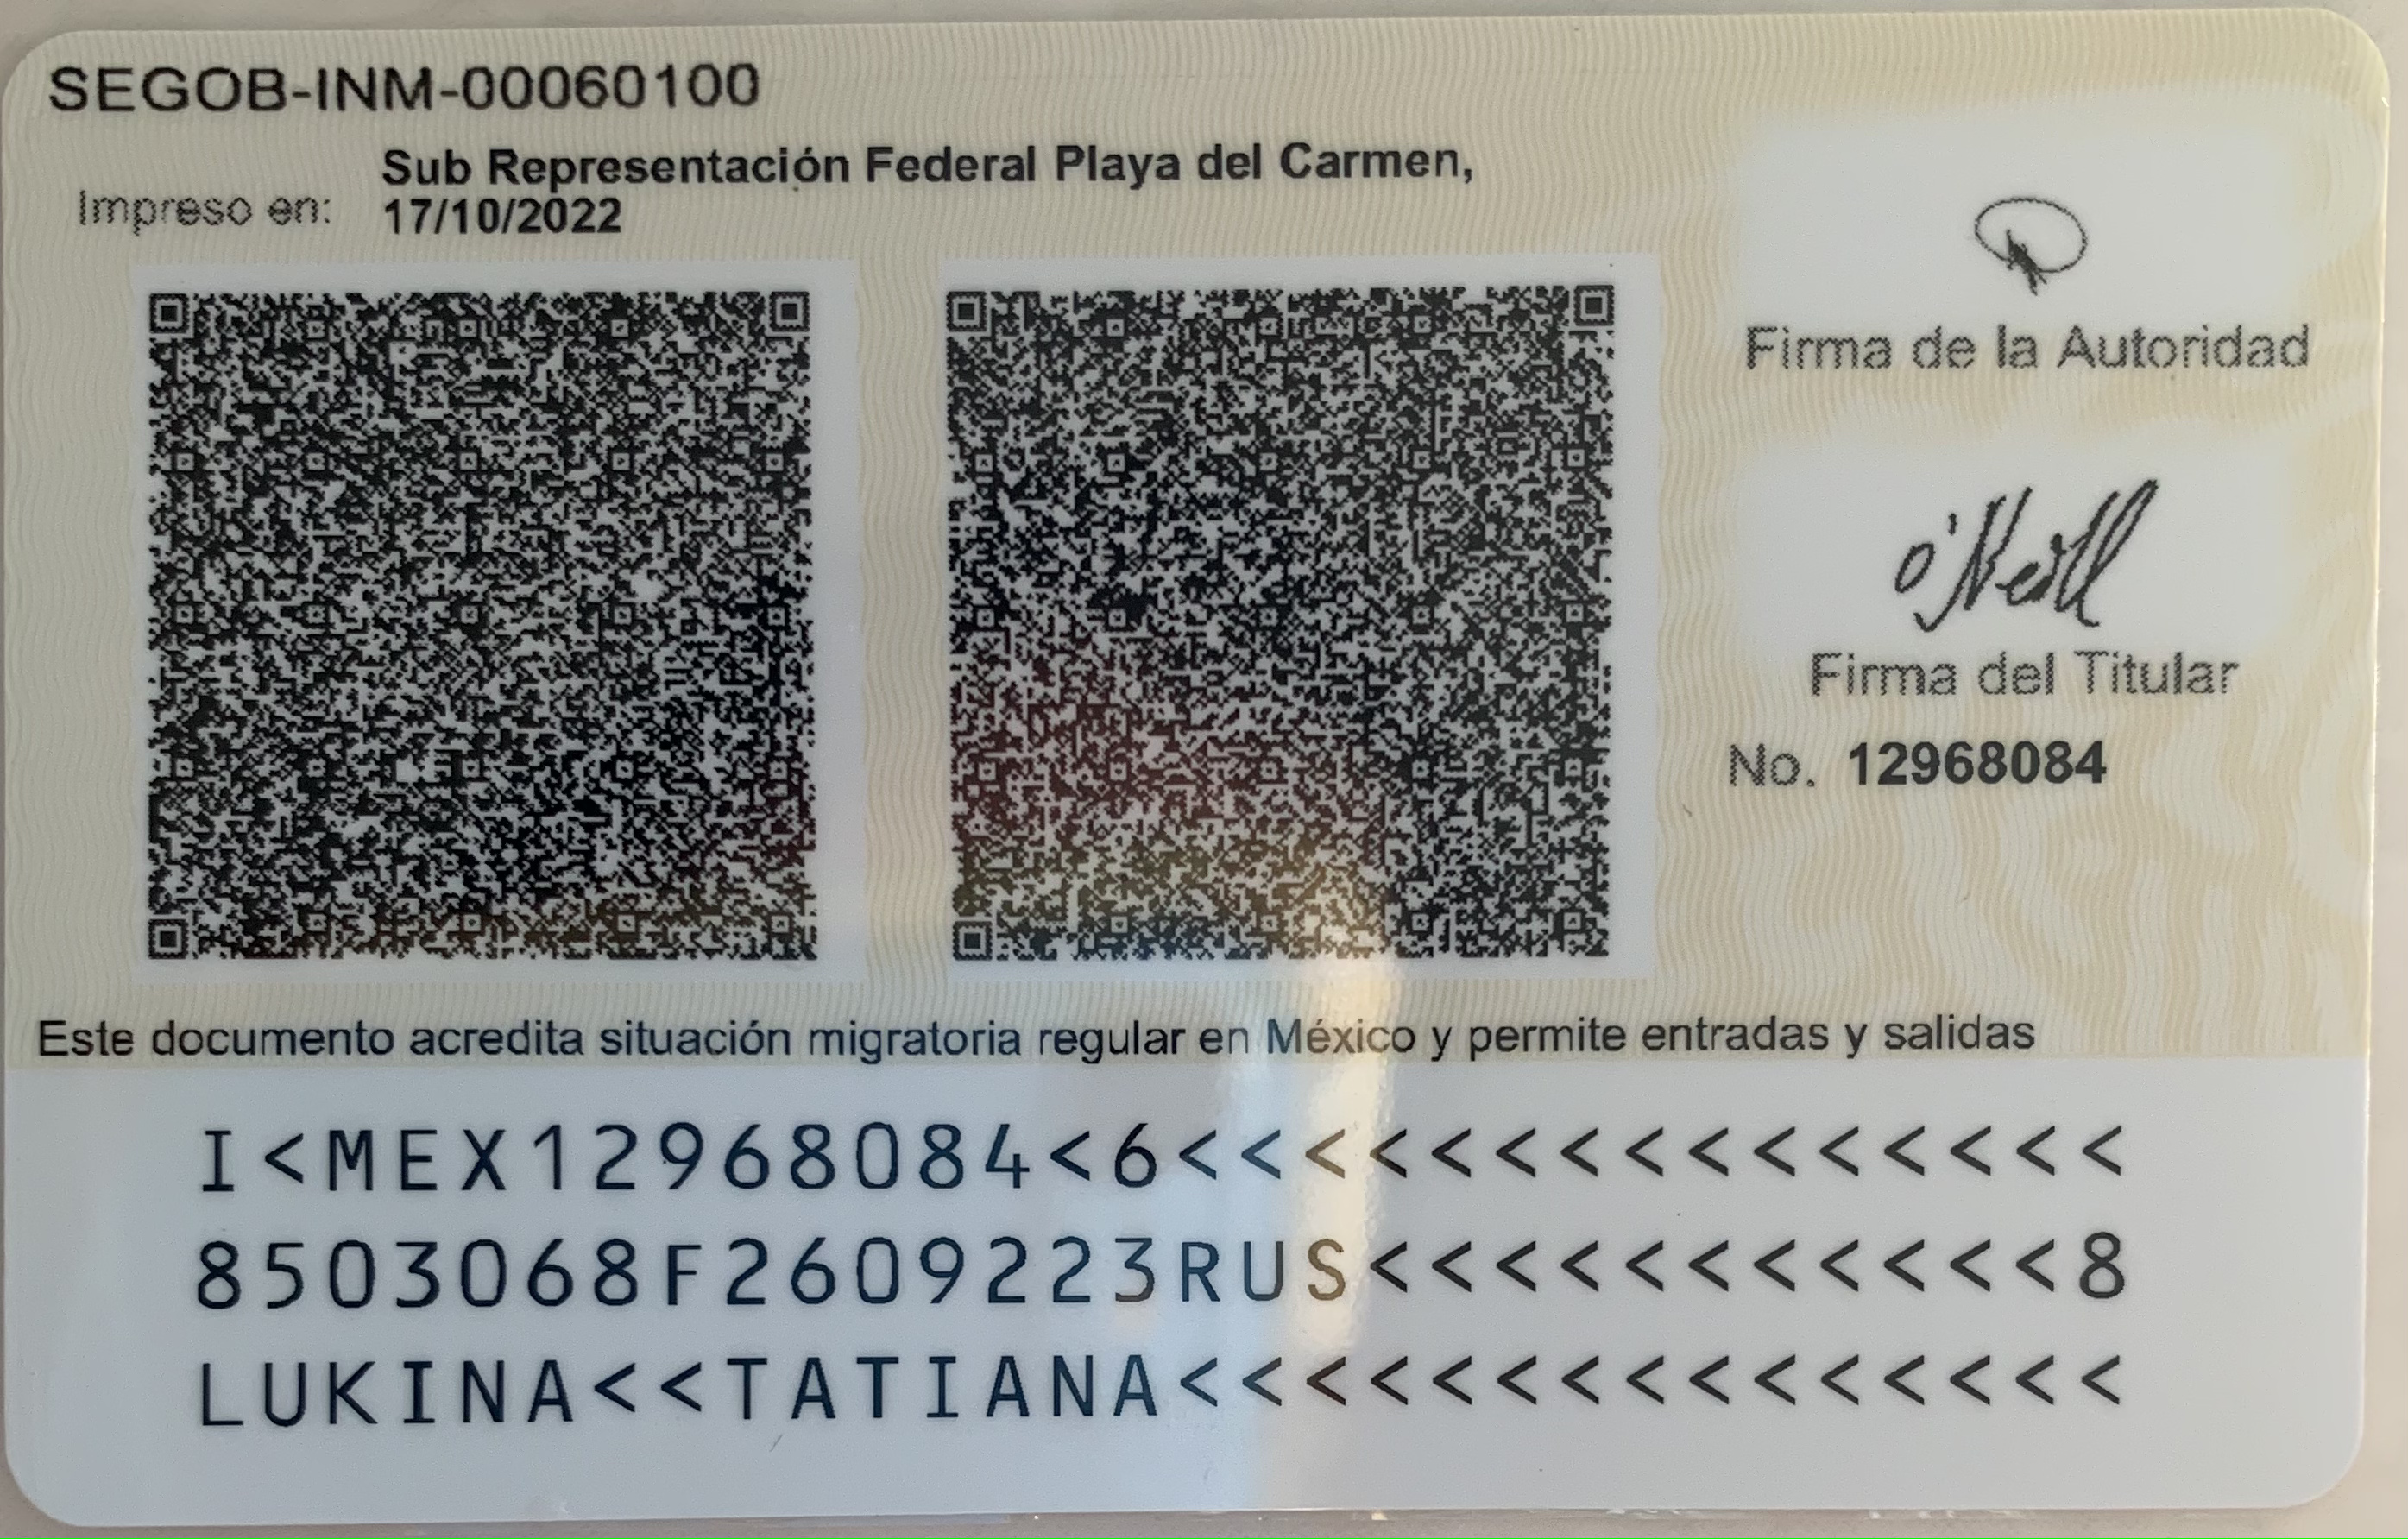 SEGOB-INM-00060100
Sub Representación Federal Playa del Carmen,
Impreso en: 17/10/2022
Firma de la Autoridad
O'Neill
Firma del Titular
No. 12968084
Este documento acredita situación migratoria regular en México y permite entradas y salidas
I<MEX12968084<6<<<<<<<<<<<<<<<
8503068F2609223RUS<<<<<<<<<<<8
LUKINA<<TATIANA<<<<<<<<<<<<<<<